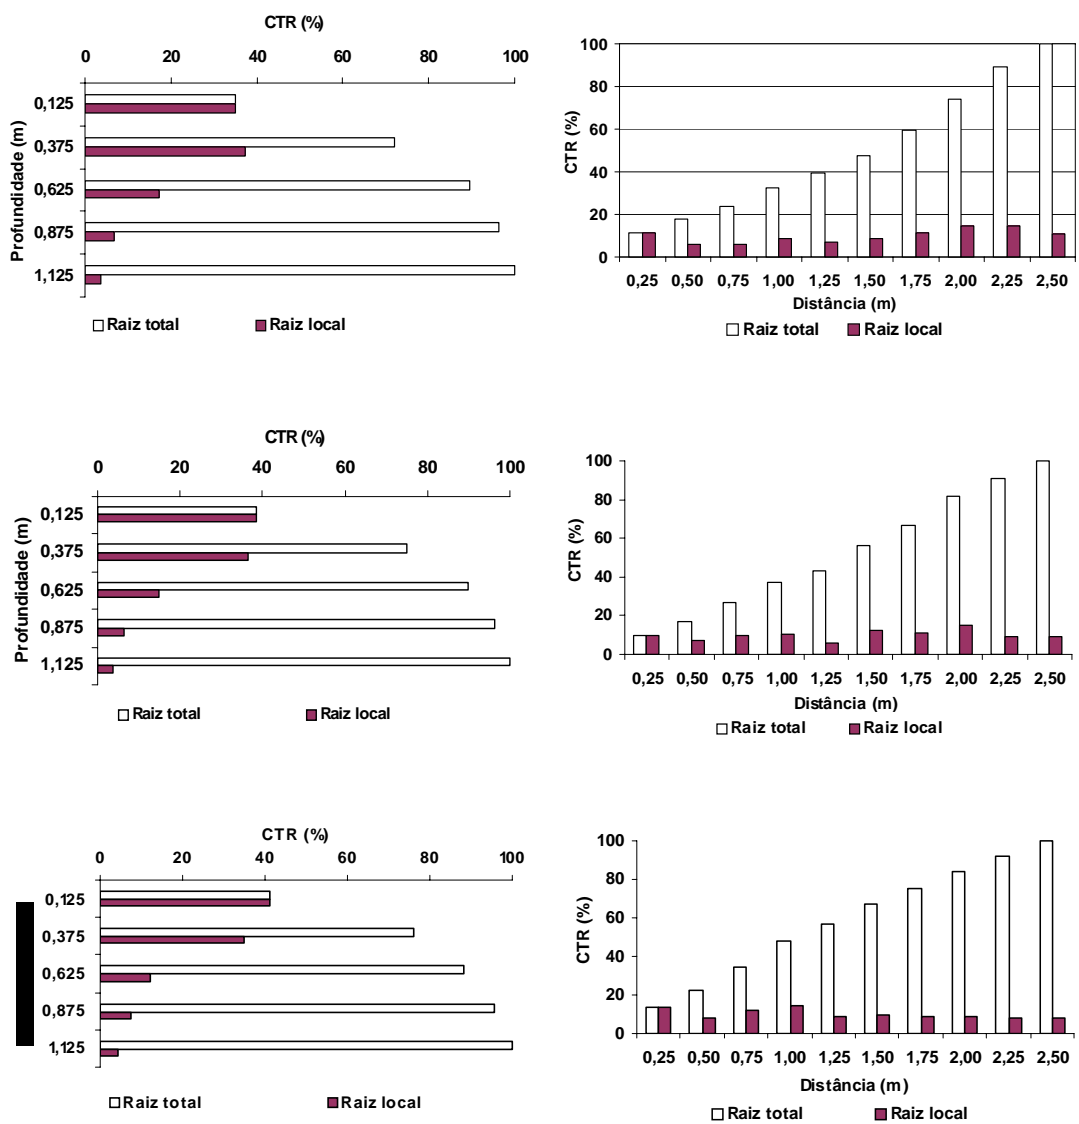 CTR (%)
0 20 40 60 80 100
Profundidade (m)
0,125
0,375
0,625
0,875
1,125
Raiz total Raiz local
CTR (%)
100
80
60
40
20
0
0,25 0,50 0,75 1,00 1,25 1,50 1,75 2,00 2,25 2,50
Distância (m)
Raiz total Raiz local
CTR (%)
0 20 40 60 80 100
Profundidade (m)
0,125
0,375
0,625
0,875
1,125
Raiz total Raiz local
CTR (%)
100
80
60
40
20
0
0,25 0,50 0,75 1,00 1,25 1,50 1,75 2,00 2,25 2,50
Distância (m)
Raiz total Raiz local
CTR (%)
0 20 40 60 80 100
0,125
0,375
0,625
0,875
1,125
Raiz total Raiz local
CTR (%)
100
80
60
40
20
0
0,25 0,50 0,75 1,00 1,25 1,50 1,75 2,00 2,25 2,50
Distância (m)
Raiz total Raiz local